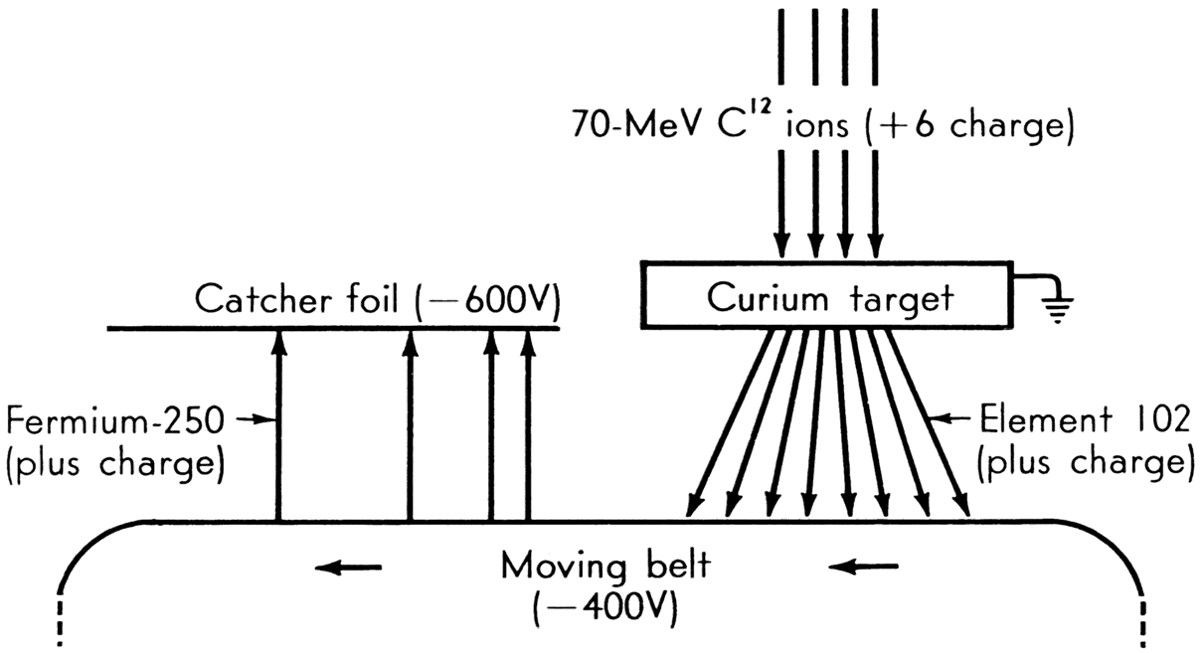 70-MeV C¹² ions (+6 charge)
Catcher foil (−600V)
Curium target
Fermium-250
(plus charge)
Element 102
(plus charge)
Moving belt
(−400V)